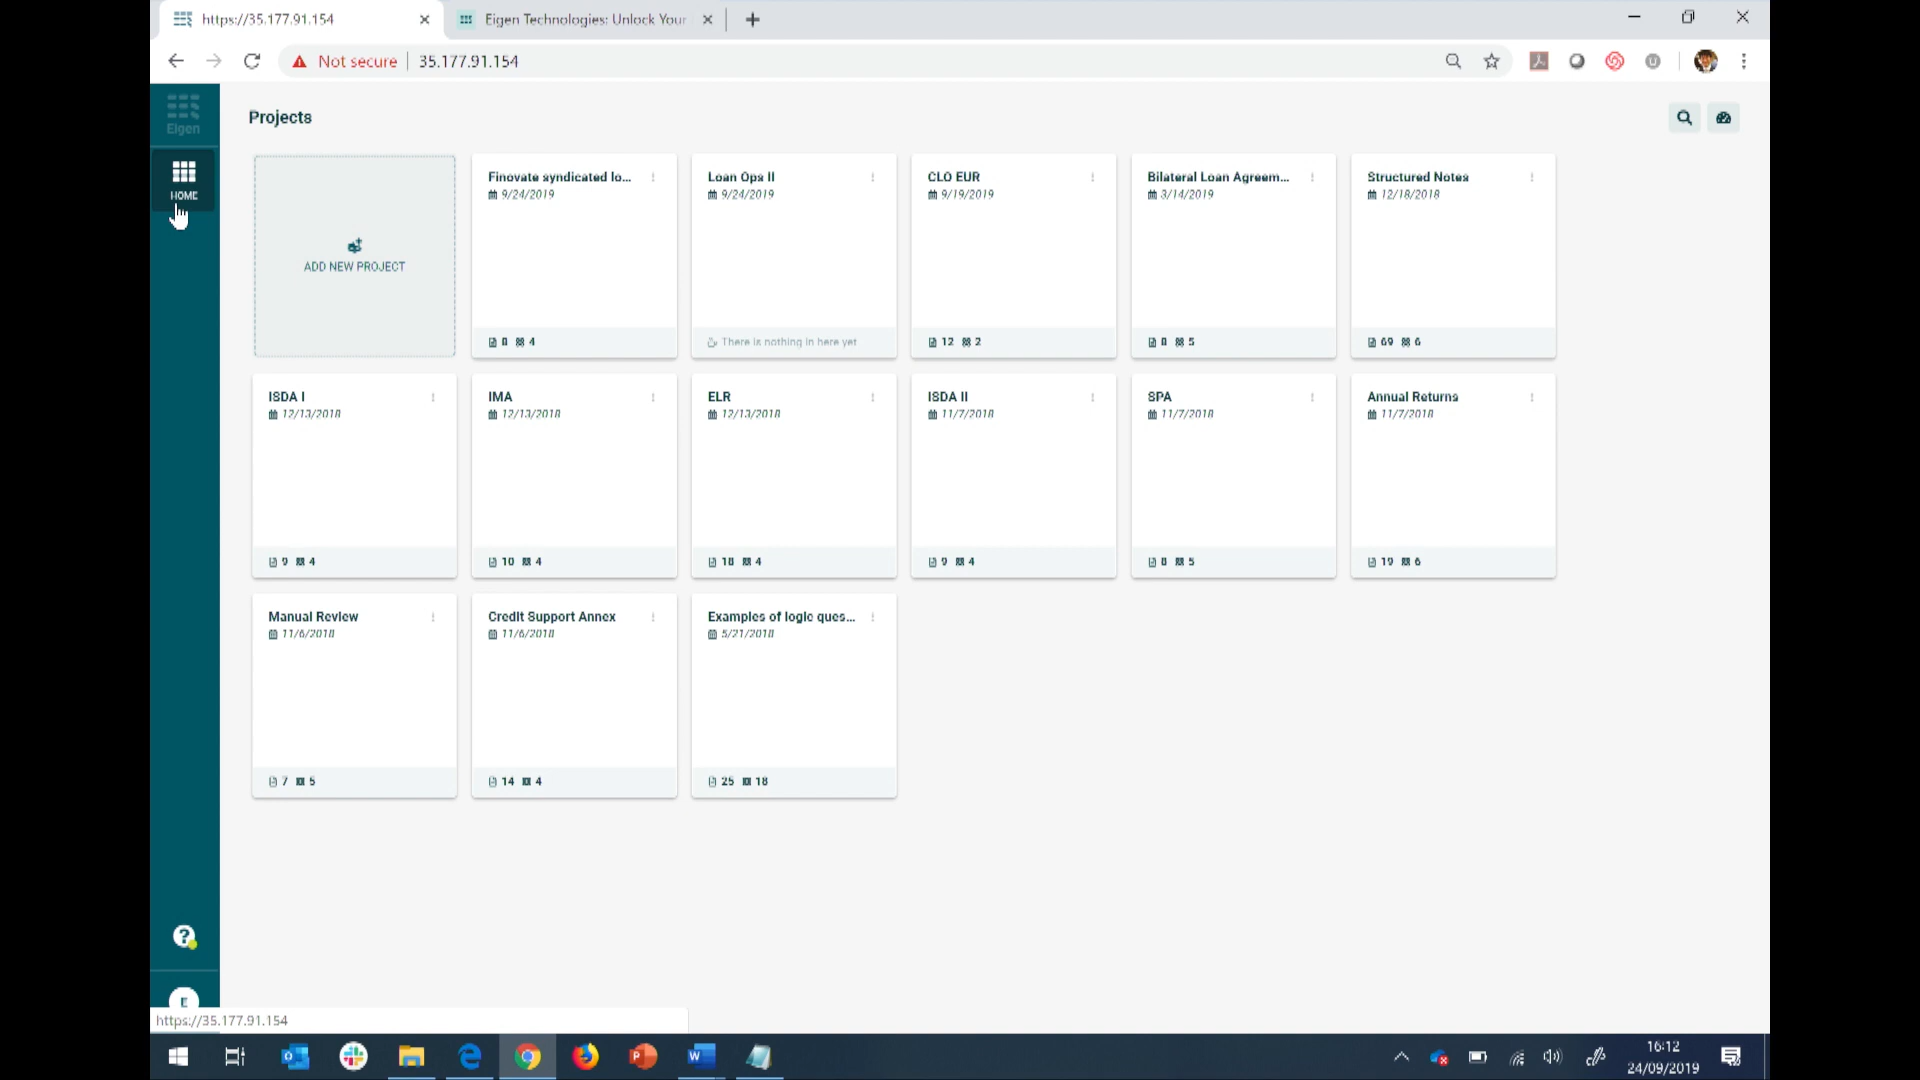 https://35.177.91.154
Eigen Technologies: Unlock Your
Not secure
35.177.91.154
Eigen
HOME
Projects
ADD NEW PROJECT
Finovate syndicated lo...
9/24/2019
8 4
Loan Ops II
9/24/2019
There is nothing in here yet
CLO EUR
9/19/2019
12 2
Bilateral Loan Agreem...
3/14/2019
8 5
Structured Notes
12/18/2018
69 6
ISDA I
12/13/2018
9 4
IMA
12/13/2018
10 4
ELR
12/13/2018
18 4
ISDA II
11/7/2018
9 4
SPA
11/7/2018
8 5
Annual Returns
11/7/2018
19 6
Manual Review
11/6/2018
7 5
Credit Support Annex
11/6/2018
14 4
Examples of logic ques...
5/21/2018
25 18
E
https://35.177.91.154
16:12
24/09/2019